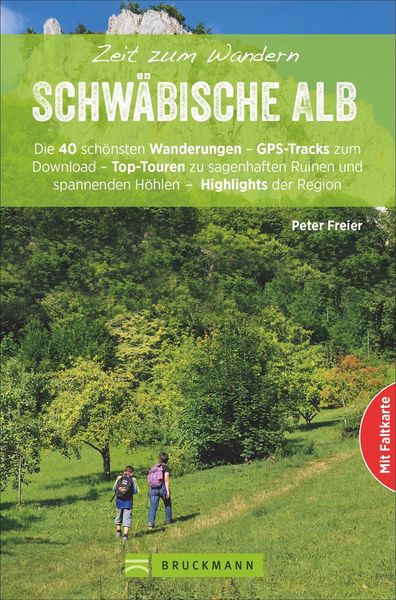 Zeit zum Wandern
SCHWÄBISCHE ALB
Die 40 schönsten Wanderungen – GPS-Tracks zum
Download – Top-Touren zu sagenhaften Ruinen und
spannenden Höhlen – Highlights der Region
Peter Freier
Mit Faltkarte
BRUCKMANN